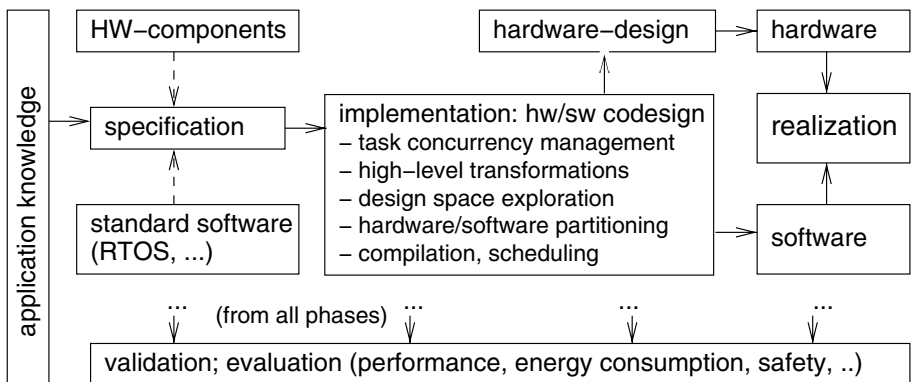 application knowledge
HW−components
hardware−design
hardware
specification
implementation: hw/sw codesign
− task concurrency management
− high−level transformations
− design space exploration
− hardware/software partitioning
− compilation, scheduling
realization
standard software
(RTOS, ...)
software
... (from all phases) ... ... ...
validation; evaluation (performance, energy consumption, safety, ..)